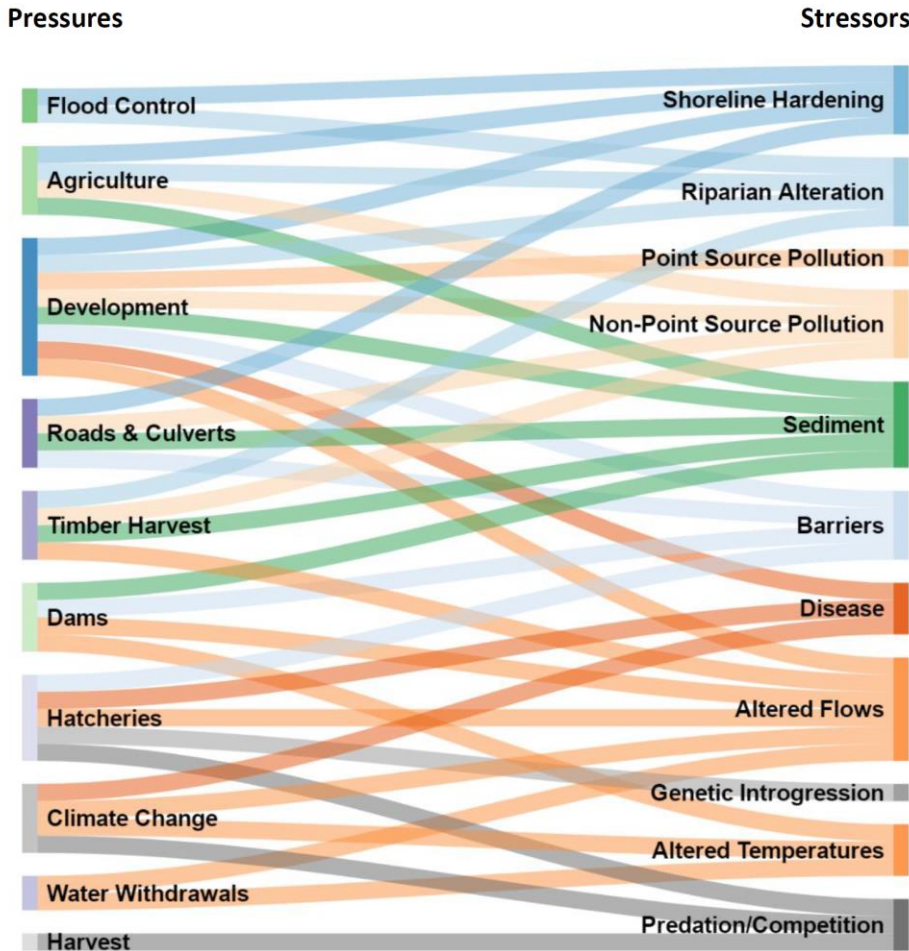 Pressures
Stressors
Flood Control
Agriculture
Development
Roads & Culverts
Timber Harvest
Dams
Hatcheries
Climate Change
Water Withdrawals
Harvest
Shoreline Hardening
Riparian Alteration
Point Source Pollution
Non-Point Source Pollution
Sediment
Barriers
Disease
Altered Flows
Genetic Introgression
Altered Temperatures
Predation/Competition